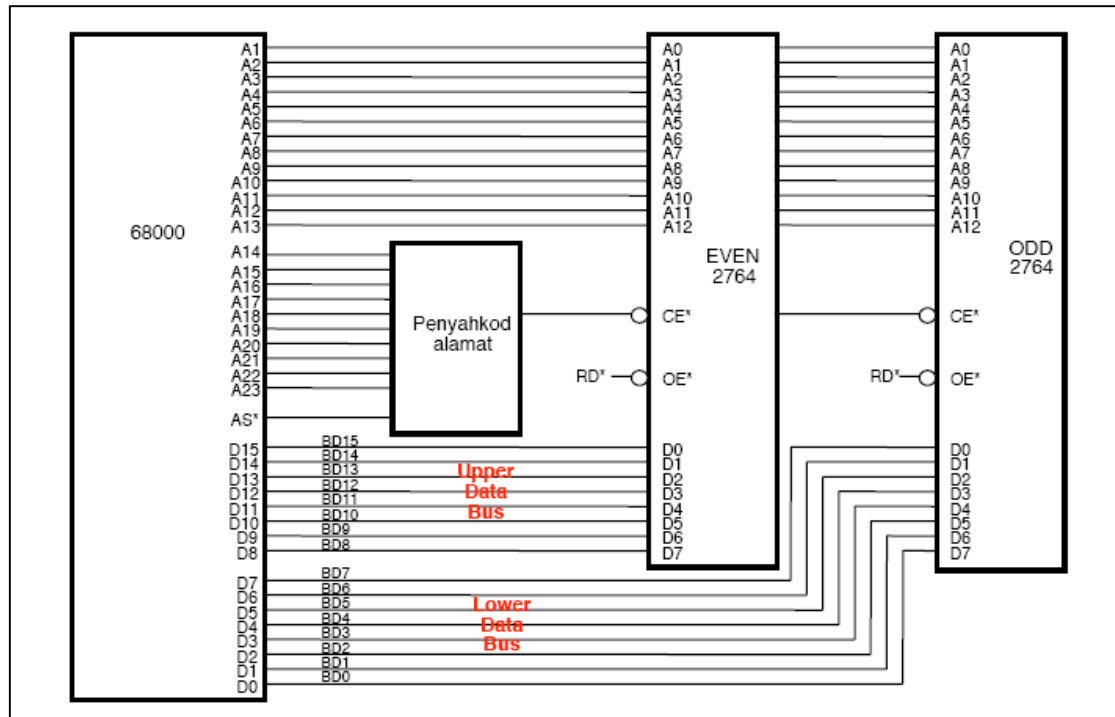 68000
A1
A2
A3
A4
A5
A6
A7
A8
A9
A10
A11
A12
A13
A14
A15
A16
A17
A18
A19
A20
A21
A22
A23
AS*
D15
D14
D13
D12
D11
D10
D9
D8
D7
D6
D5
D4
D3
D2
D1
D0
Penyahkod
alamat
BD15
BD14
BD13
BD12
BD11
BD10
BD9
BD8
Upper
Data
Bus
BD7
BD6
BD5
BD4
BD3
BD2
BD1
BD0
Lower
Data
Bus
A0
A1
A2
A3
A4
A5
A6
A7
A8
A9
A10
A11
A12
EVEN
2764
CE*
RD*
OE*
D0
D1
D2
D3
D4
D5
D6
D7
A0
A1
A2
A3
A4
A5
A6
A7
A8
A9
A10
A11
A12
ODD
2764
CE*
RD*
OE*
D0
D1
D2
D3
D4
D5
D6
D7